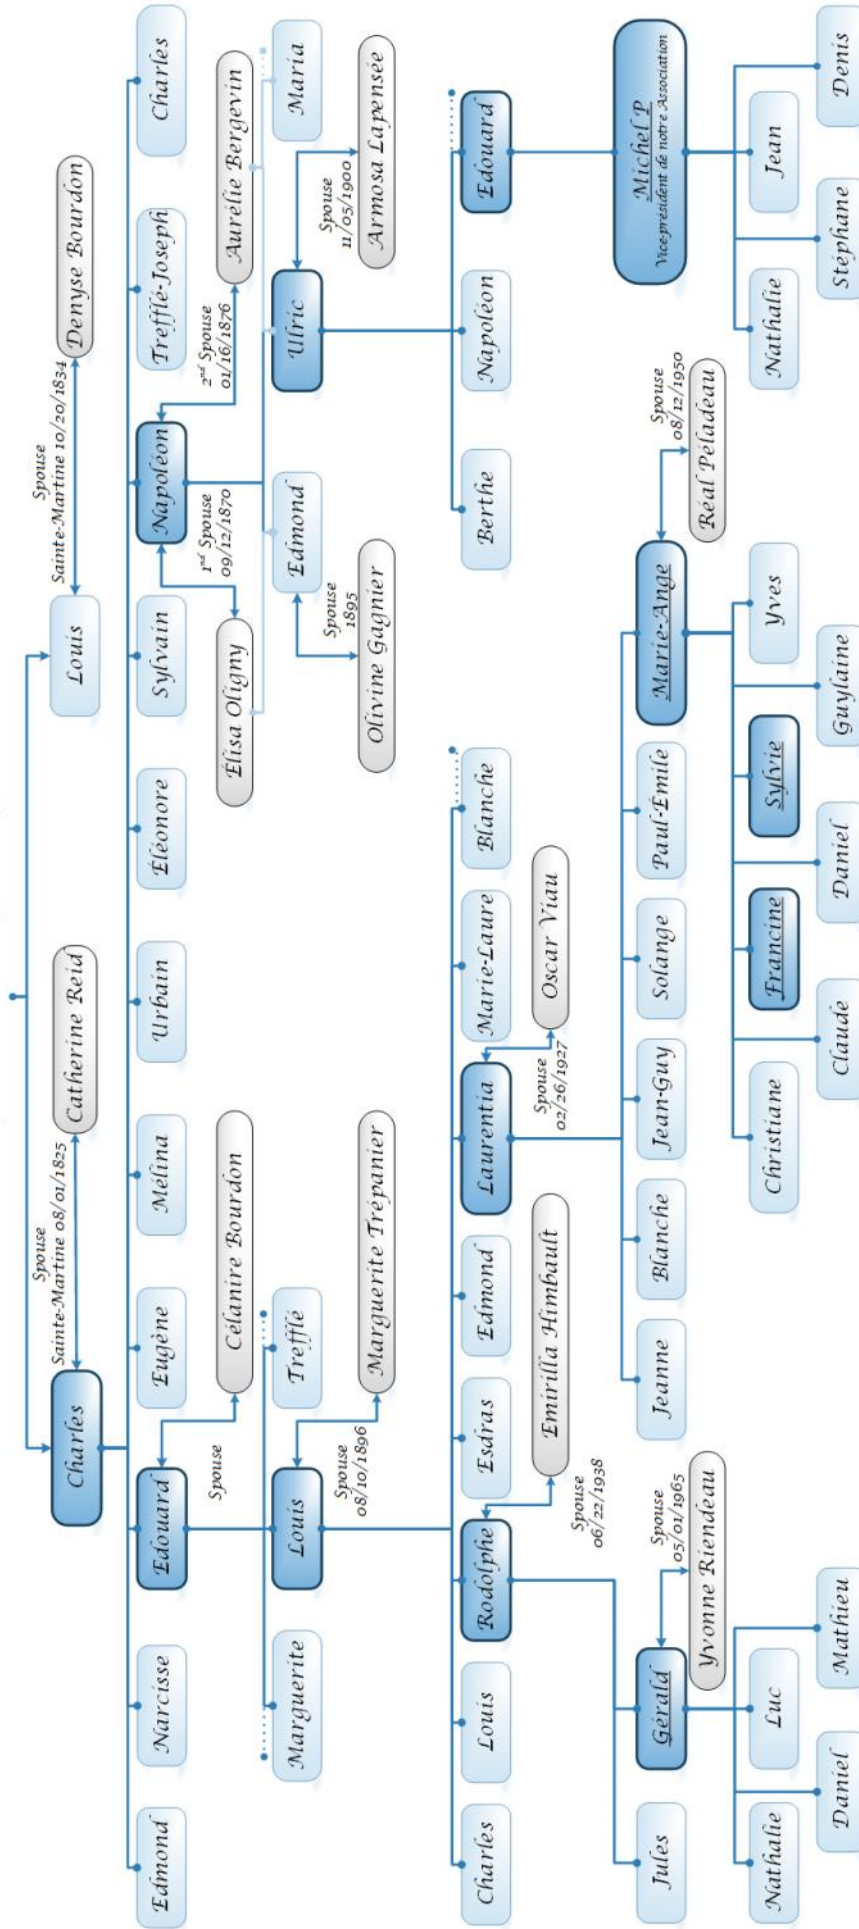 Spouse
Sainte-Martine 08/01/1825
Spouse
Sainte-Martine 10/20/1834
Charles
Catherine Reid
Louis
Denyse Bourdon
Edmond
Narcisse
Edouard
Eugène
Mélina
Urbain
Éléonore
Sylvain
Napoléon
Trefflé-Joseph
Charles
Spouse
Célanire Bourdon
1nd Spouse
09/12/1870
2nd Spouse
01/16/1876
Élisa Oligny
Aurélie Bergevin
Marguerite
Louis
Trefflé
Edmond
Ulric
Maria
Spouse
08/10/1896
Marguerite Trépanier
Spouse
1895
Olivine Gagnier
Spouse
11/05/1900
Armosa Lapensée
Charles
Louis
Rodolphe
Esdras
Edmond
Laurentia
Marie-Laure
Blanche
Berthe
Napoléon
Edouard
Spouse
06/22/1938
Emirilla Himbault
Spouse
02/26/1927
Oscar Viau
Jules
Gérald
Jeanne
Blanche
Jean-Guy
Solange
Paul-Émile
Marie-Ange
Michel P
Vice-président de notre Association
Spouse
05/01/1965
Yvonne Riendeau
Spouse
08/12/1950
Réal Péladeau
Nathalie
Luc
Christiane
Francine
Sylvie
Yves
Nathalie
Jean
Daniel
Mathieu
Claude
Daniel
Guylaine
Stéphane
Denis